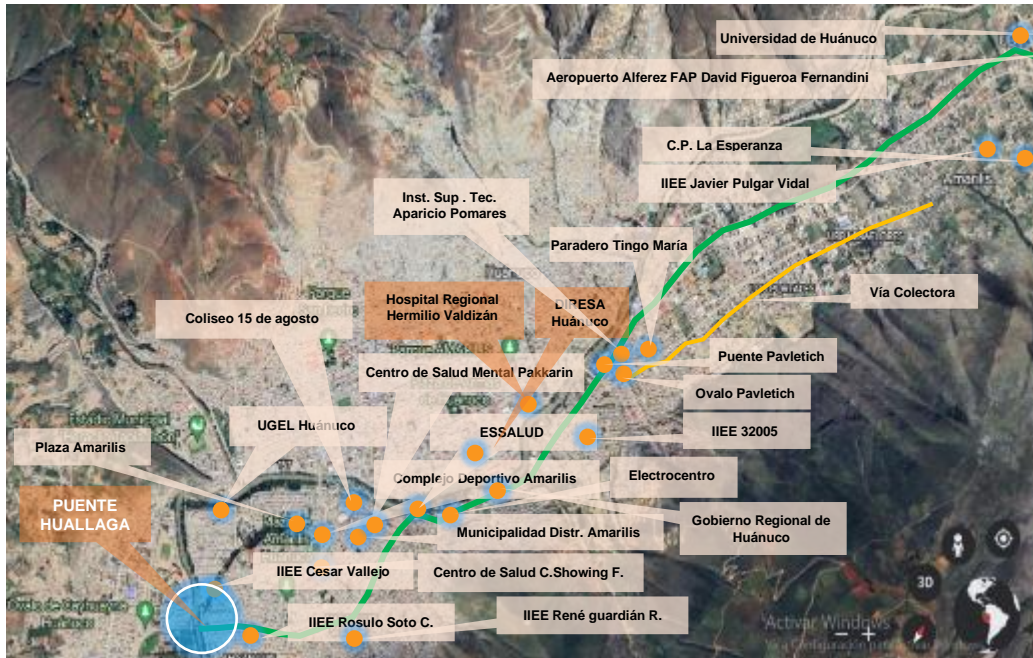 Universidad de Huánuco
Aeropuerto Alferez FAP David Figueroa Fernandini
C.P. La Esperanza
IIEE Javier Pulgar Vidal
Amarilis
Inst. Sup . Tec.
Aparicio Pomares
Paradero Tingo María
Vía Colectora
Hospital Regional
Hermilio Valdizán
DIRESA
Huánuco
Coliseo 15 de agosto
Puente Pavletich
Centro de Salud Mental Pakkarin
Ovalo Pavletich
UGEL Huánuco
ESSALUD
IIEE 32005
Plaza Amarilis
Complejo Deportivo Amarilis
Electrocentro
PUENTE
HUALLAGA
Municipalidad Distr. Amarilis
Gobierno Regional de
Huánuco
IIEE Cesar Vallejo
Centro de Salud C.Showing F.
3D
IIEE Rosulo Soto C.
IIEE René guardián R.
Activar Windows